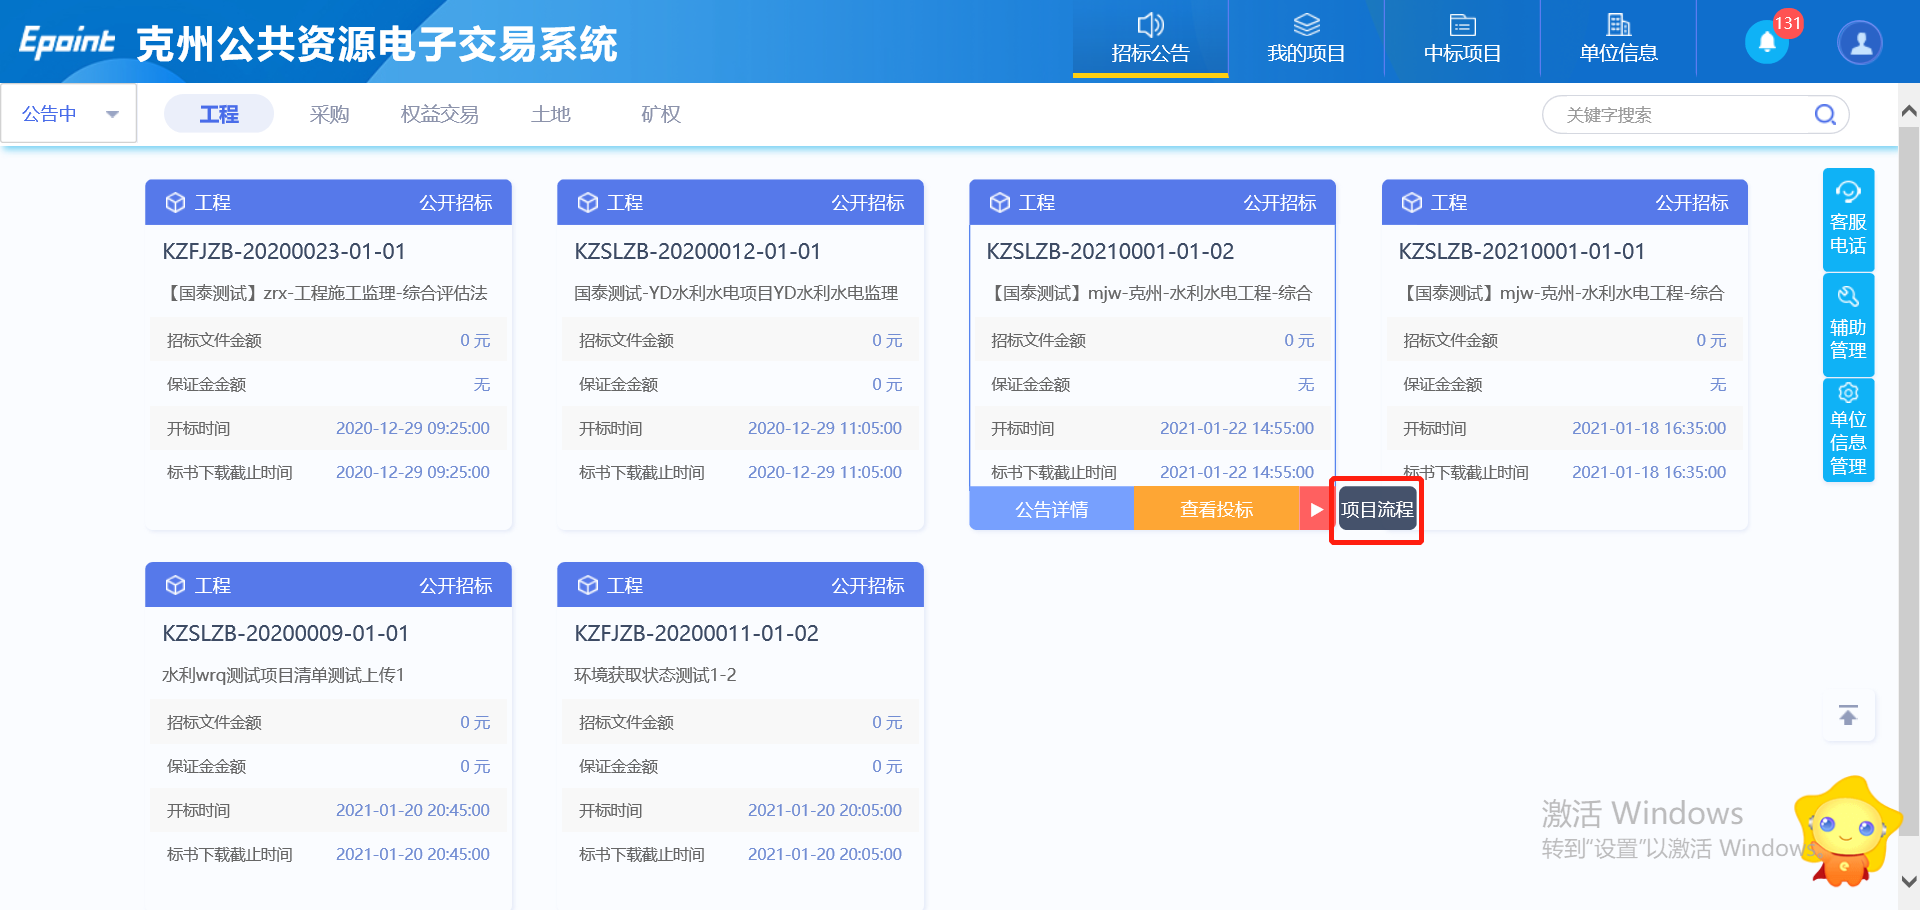 Epoint 克州公共资源电子交易系统
招标公告
我的项目
中标项目
单位信息
131
公告中
工程
采购
权益交易
土地
矿权
关键字搜索
工程 公开招标
KZFJZB-20200023-01-01
【国泰测试】zrx-工程施工监理-综合评估法
招标文件金额 0 元
保证金金额 无
开标时间 2020-12-29 09:25:00
标书下载截止时间 2020-12-29 09:25:00
工程 公开招标
KZSLZB-20200012-01-01
国泰测试-YD水利水电项目YD水利水电监理
招标文件金额 0 元
保证金金额 0 元
开标时间 2020-12-29 11:05:00
标书下载截止时间 2020-12-29 11:05:00
工程 公开招标
KZSLZB-20210001-01-02
【国泰测试】mjw-克州-水利水电工程-综合
招标文件金额 0 元
保证金金额 无
开标时间 2021-01-22 14:55:00
标书下载截止时间 2021-01-22 14:55:00
公告详情 查看投标 项目流程
工程 公开招标
KZSLZB-20210001-01-01
【国泰测试】mjw-克州-水利水电工程-综合
招标文件金额 0 元
保证金金额 无
开标时间 2021-01-18 16:35:00
标书下载截止时间 2021-01-18 16:35:00
客服
电话
辅助
管理
单位
信息
管理
工程 公开招标
KZSLZB-20200009-01-01
水利wrq测试项目清单测试上传1
招标文件金额 0 元
保证金金额 0 元
开标时间 2021-01-20 20:45:00
标书下载截止时间 2021-01-20 20:45:00
工程 公开招标
KZFJZB-20200011-01-02
环境获取状态测试1-2
招标文件金额 0 元
保证金金额 0 元
开标时间 2021-01-20 20:05:00
标书下载截止时间 2021-01-20 20:05:00
激活 Windows
转到“设置”以激活 Windows